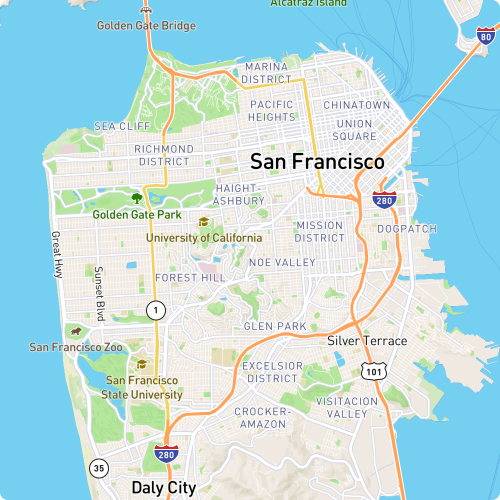 Alcatraz Island
Golden Gate Bridge
80
MARINA
DISTRICT
PACIFIC
HEIGHTS
CHINATOWN
SEA CLIFF
UNION
SQUARE
RICHMOND
DISTRICT
San Francisco
HAIGHT-
ASHBURY
280
Golden Gate Park
University of California
MISSION
DISTRICT
DOGPATCH
Great Hwy
Sunset Blvd
NOE VALLEY
FOREST HILL
1
GLEN PARK
San Francisco Zoo
Silver Terrace
EXCELSIOR
DISTRICT
101
San Francisco
State University
VISITACION
VALLEY
CROCKER-
AMAZON
280
35
Daly City